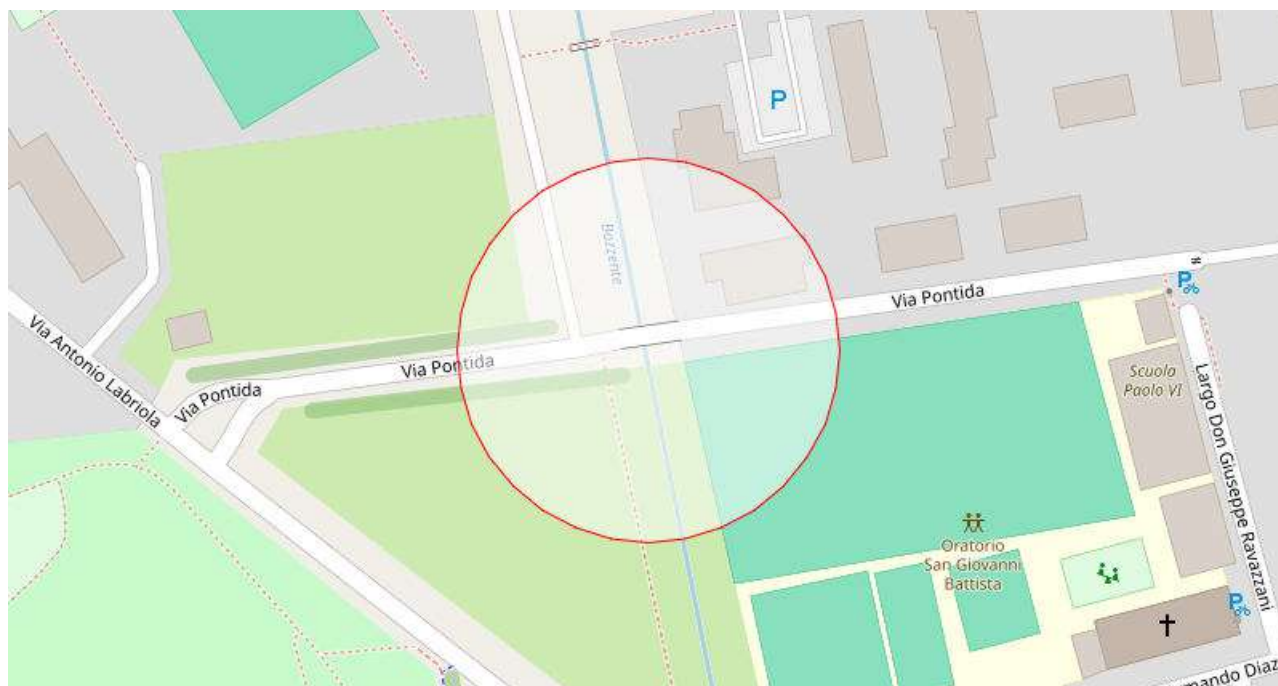 Bozzente
Via Pontida
Via Pontida
Via Pontida
Via Antonio Labriola
P
P
Scuola
Paolo VI
Largo Don Giuseppe Ravazzani
Oratorio
San Giovanni
Battista
P
rmando Diaz